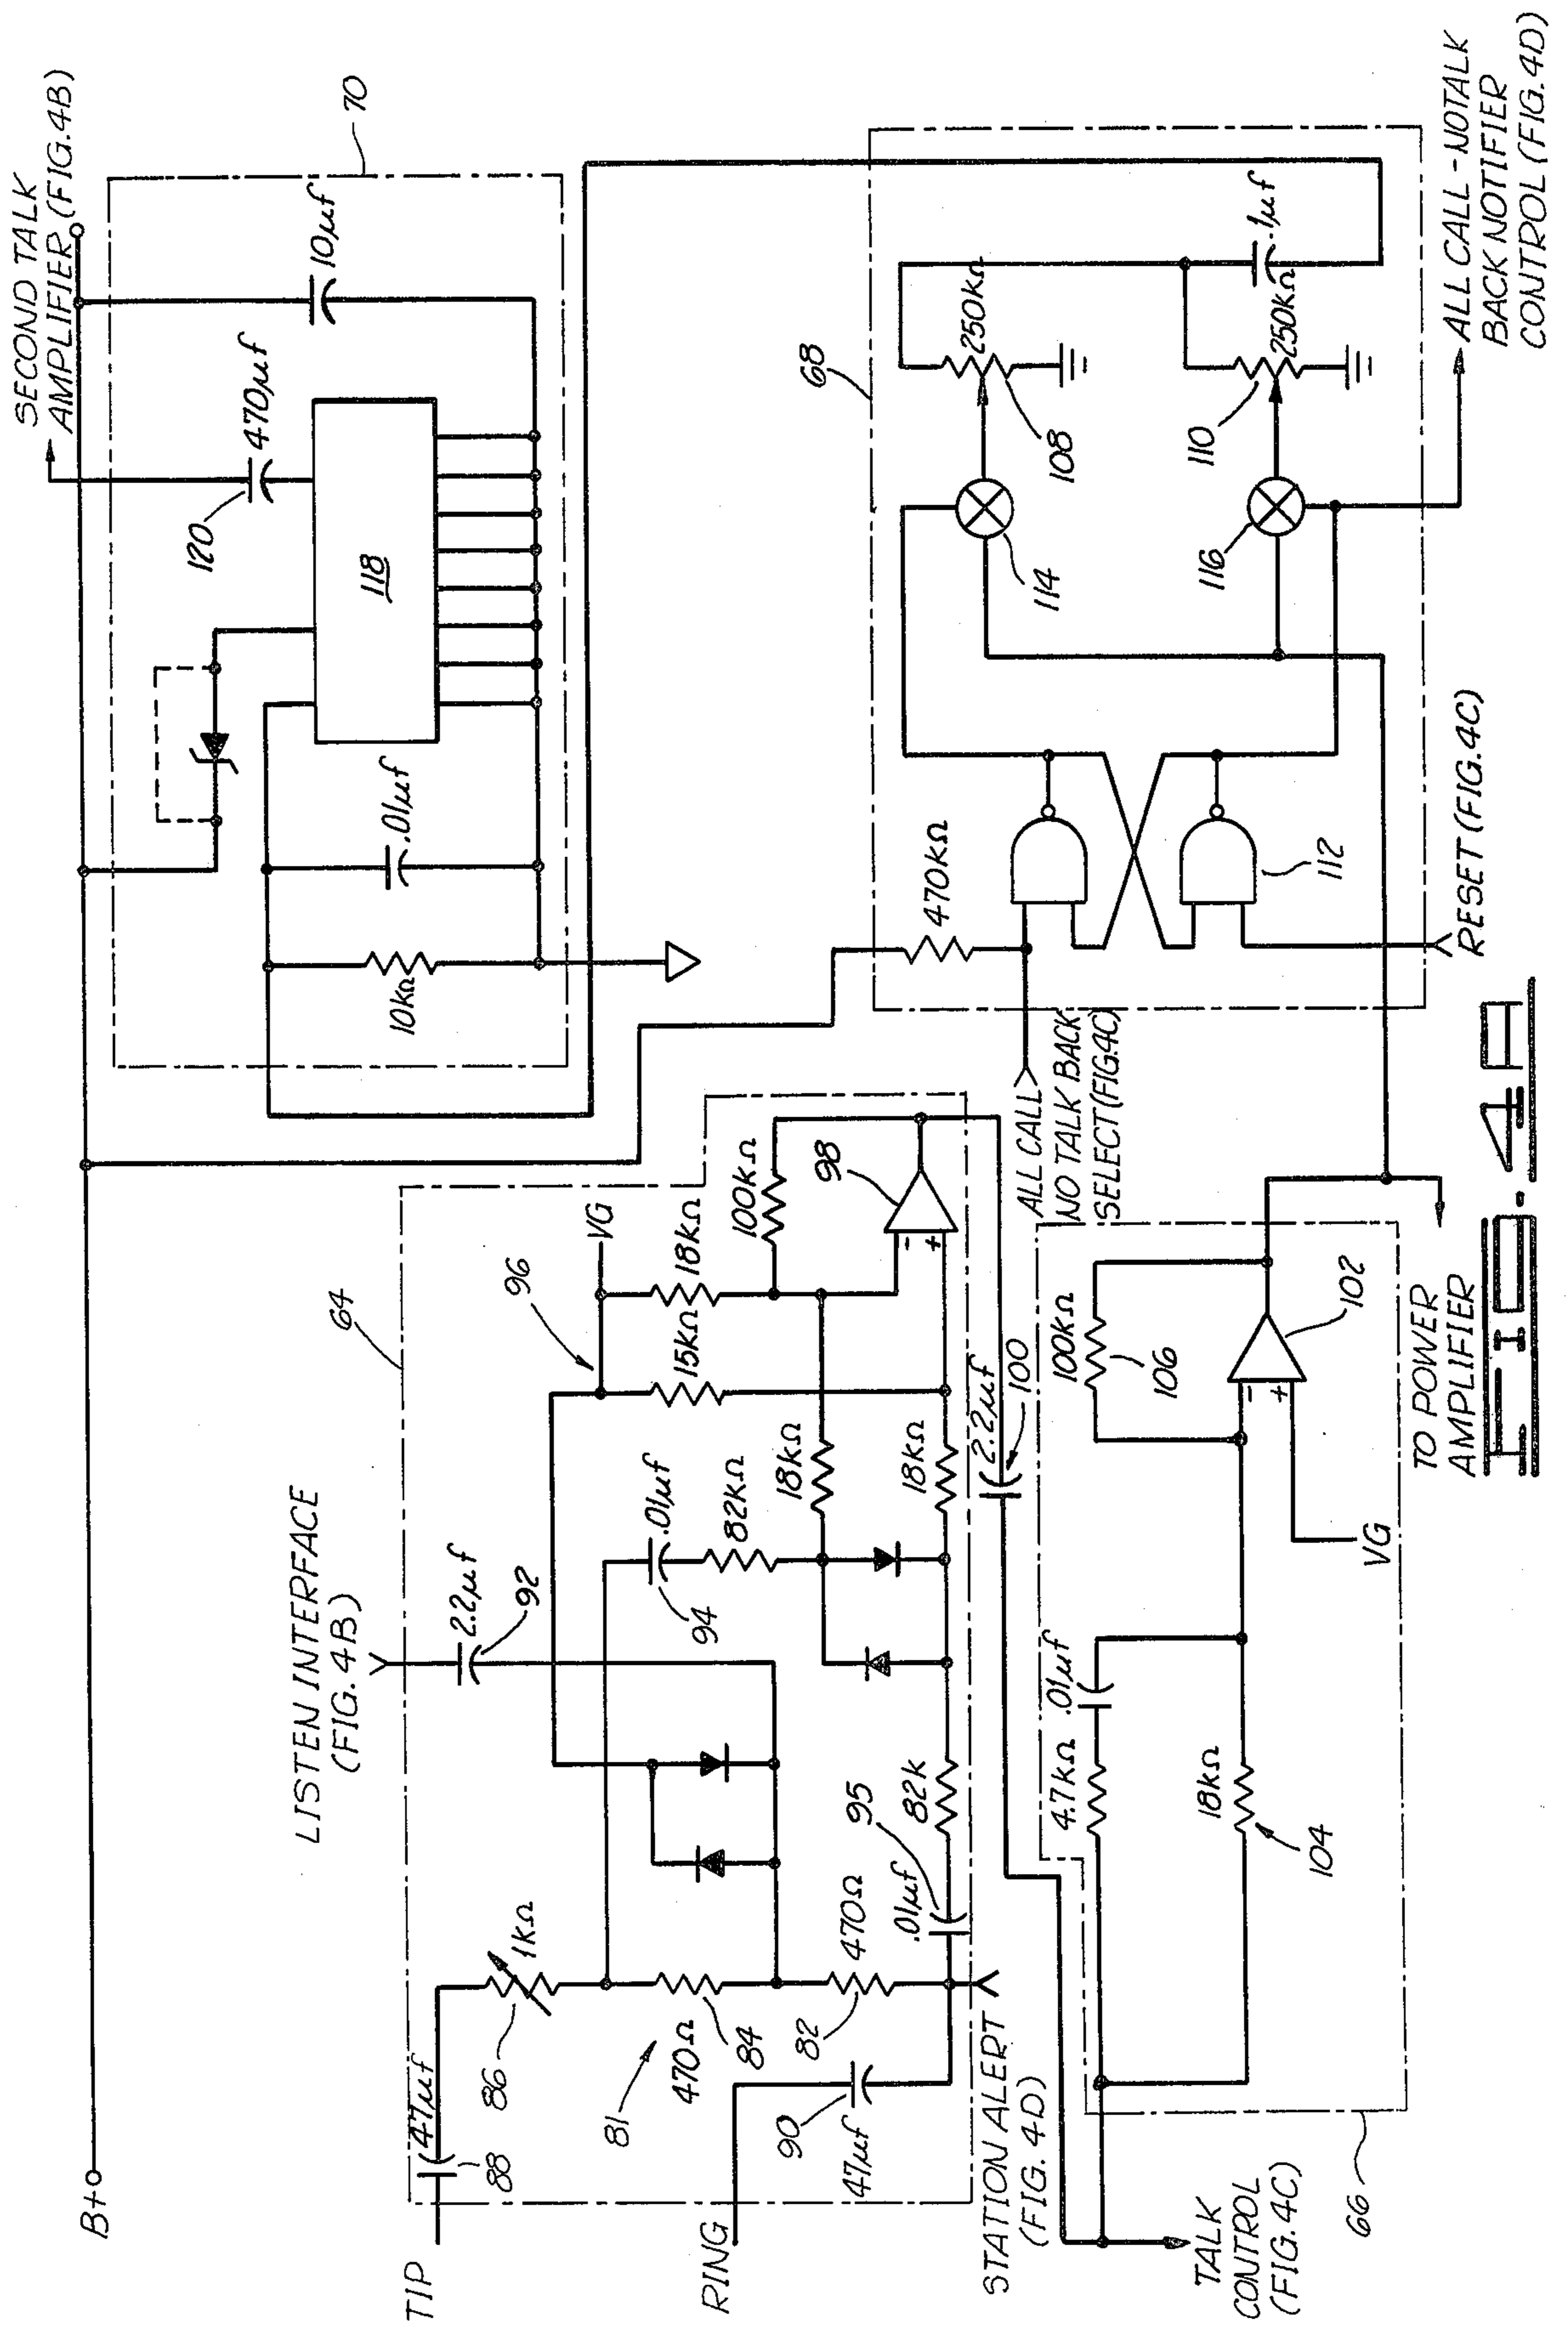 B+
SECOND TALK
AMPLIFIER (FIG. 4B)
LISTEN INTERFACE
(FIG. 4B)
70
10µf
470µf
120
118
.01µf
10kΩ
64
TIP
47µf
88
86
1kΩ
2.2µf
92
96
VG
81
470Ω
84
94
.01µf
82kΩ
15kΩ
18kΩ
100kΩ
98
18kΩ
RING
90
47µf
82
470Ω
95
.01µf
82k
18kΩ
STATION ALERT
(FIG. 4D)
2.2µf
100
ALL CALL
NO TALK BACK
SELECT (FIG.4C)
68
470kΩ
114
108
250kΩ
112
116
110
250kΩ
.1µf
RESET (FIG.4C)
ALL CALL - NOTALK
BACK NOTIFIER
CONTROL (FIG. 4D)
4.7kΩ
.01µf
100kΩ
106
18kΩ
104
102
VG
66
TALK
CONTROL
(FIG. 4C)
TO POWER
AMPLIFIER
FIG. 4A